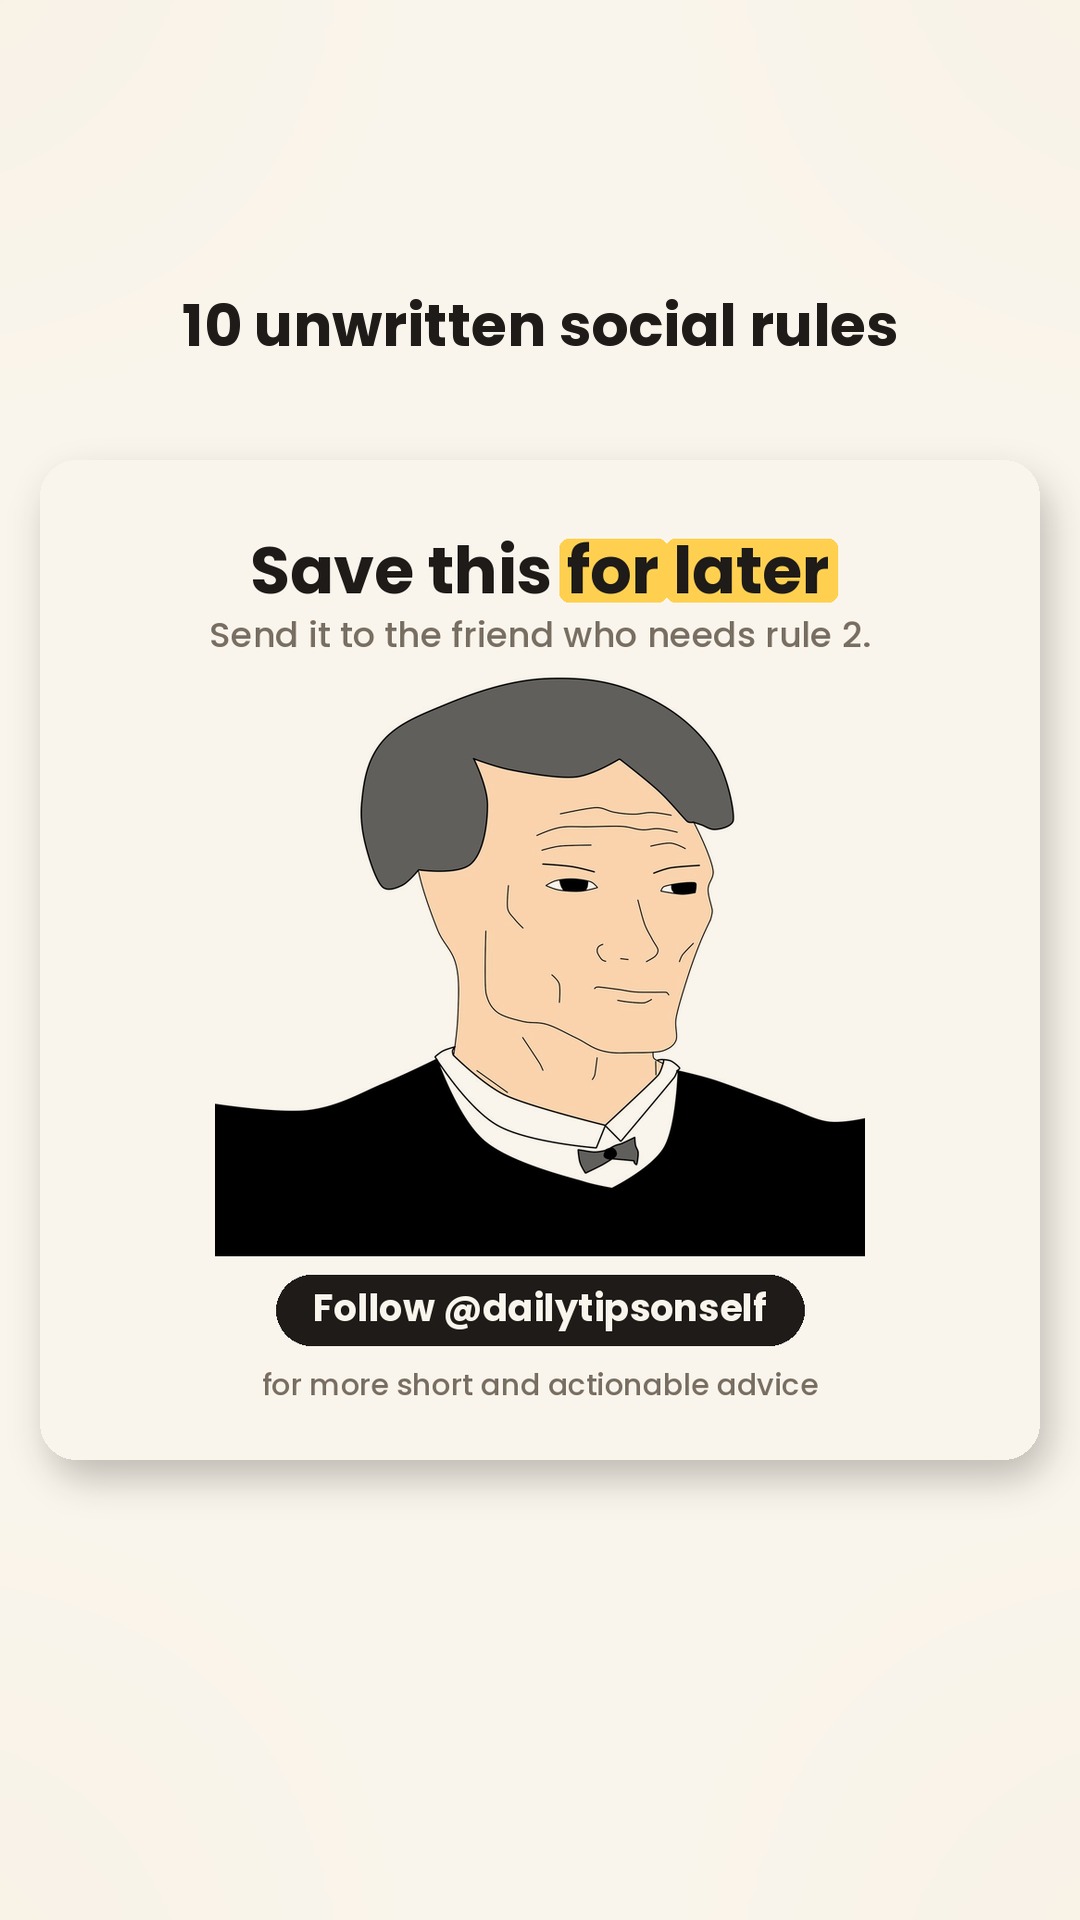 10 unwritten social rules
Save this for later
Send it to the friend who needs rule 2.
Follow @dailytipsonself
for more short and actionable advice